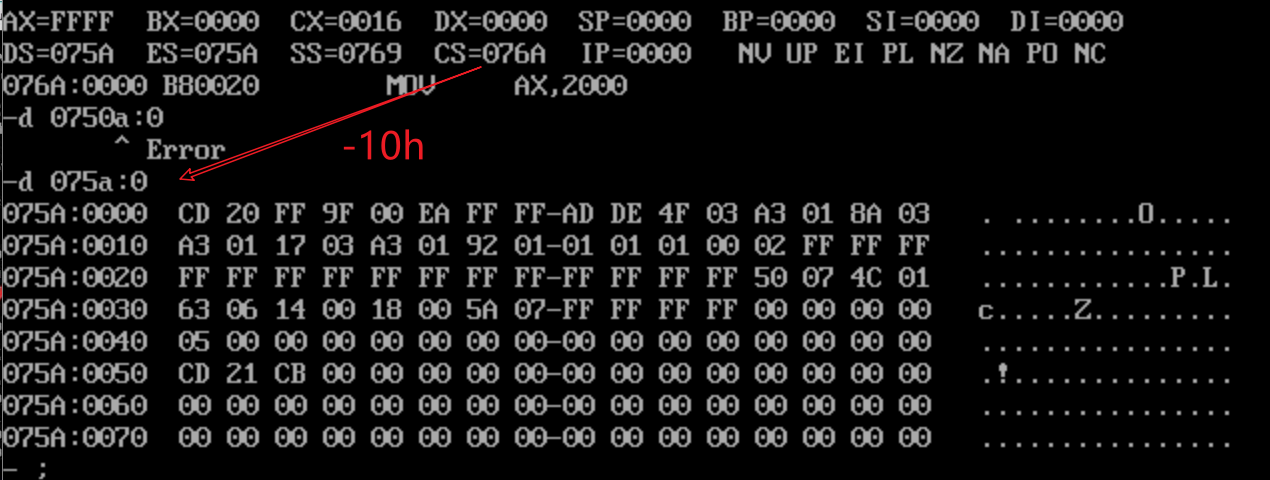 AX=FFFF  BX=0000  CX=0016  DX=0000  SP=0000  BP=0000  SI=0000  DI=0000
DS=075A  ES=075A  SS=0769  CS=076A  IP=0000   NV UP EI PL NZ NA PO NC
076A:0000 B80020        MOV     AX,2000
-d 0750a:0
       ^ Error
-10h
-d 075a:0
075A:0000  CD 20 FF 9F 00 EA FF FF-AD DE 4F 03 A3 01 8A 03   . ........O.....
075A:0010  A3 01 17 03 A3 01 92 01-01 01 01 00 02 FF FF FF   ................
075A:0020  FF FF FF FF FF FF FF FF-FF FF FF FF 50 07 4C 01   ............P.L.
075A:0030  63 06 14 00 18 00 5A 07-FF FF FF FF 00 00 00 00   c.....Z.........
075A:0040  05 00 00 00 00 00 00 00-00 00 00 00 00 00 00 00   ................
075A:0050  CD 21 CB 00 00 00 00 00-00 00 00 00 00 00 00 00   .!..............
075A:0060  00 00 00 00 00 00 00 00-00 00 00 00 00 00 00 00   ................
075A:0070  00 00 00 00 00 00 00 00-00 00 00 00 00 00 00 00   ................
- ;